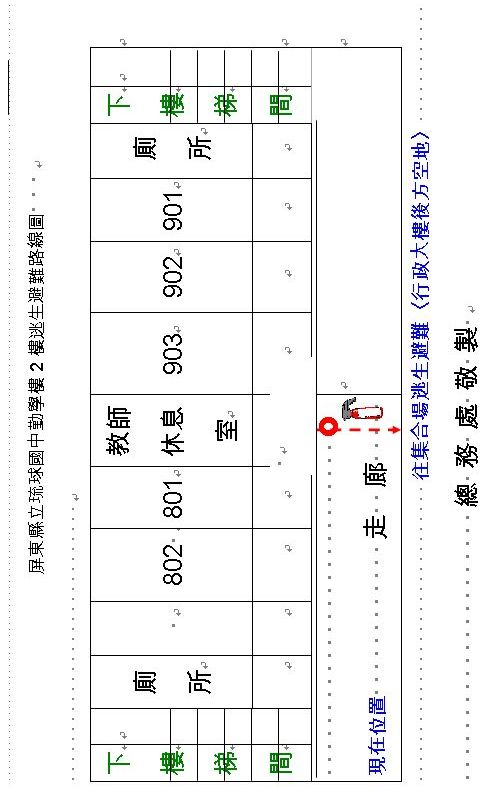 屏東縣立琉球國中勤學樓2樓逃生避難路線圖
下樓梯間
廁所
802
801
教師休息室
903
902
901
廁所
下樓梯間
走廊
現在位置
往集合場逃生避難〈行政大樓後方空地〉
總務處敬製